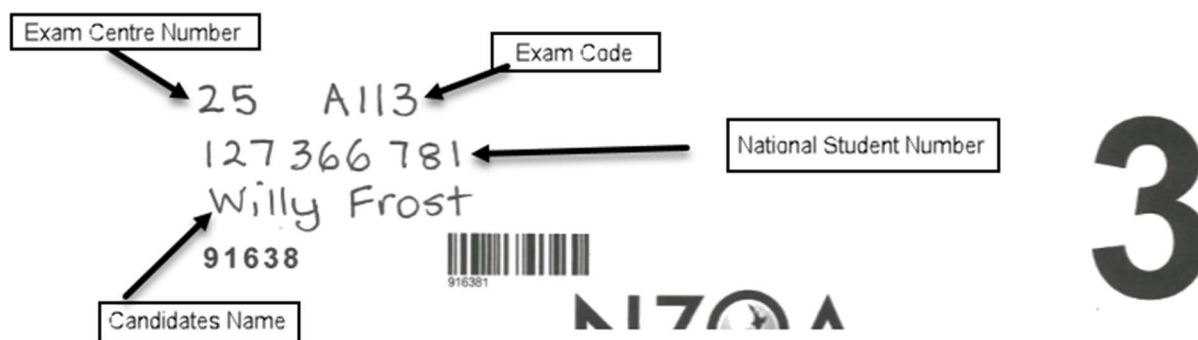 Exam Centre Number
Exam Code
25 A113
127 366 781
National Student Number
Willy Frost
91638
916381
Candidates Name
NZQA
3